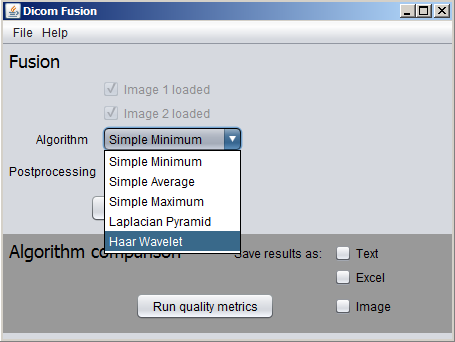 Dicom Fusion
File Help
Fusion
Image 1 loaded
Image 2 loaded
Algorithm Simple Minimum
Simple Minimum
Simple Average
Postprocessing
Simple Maximum
Laplacian Pyramid
Haar Wavelet
Algorithm comparison Save results as: Text
Excel
Run quality metrics Image